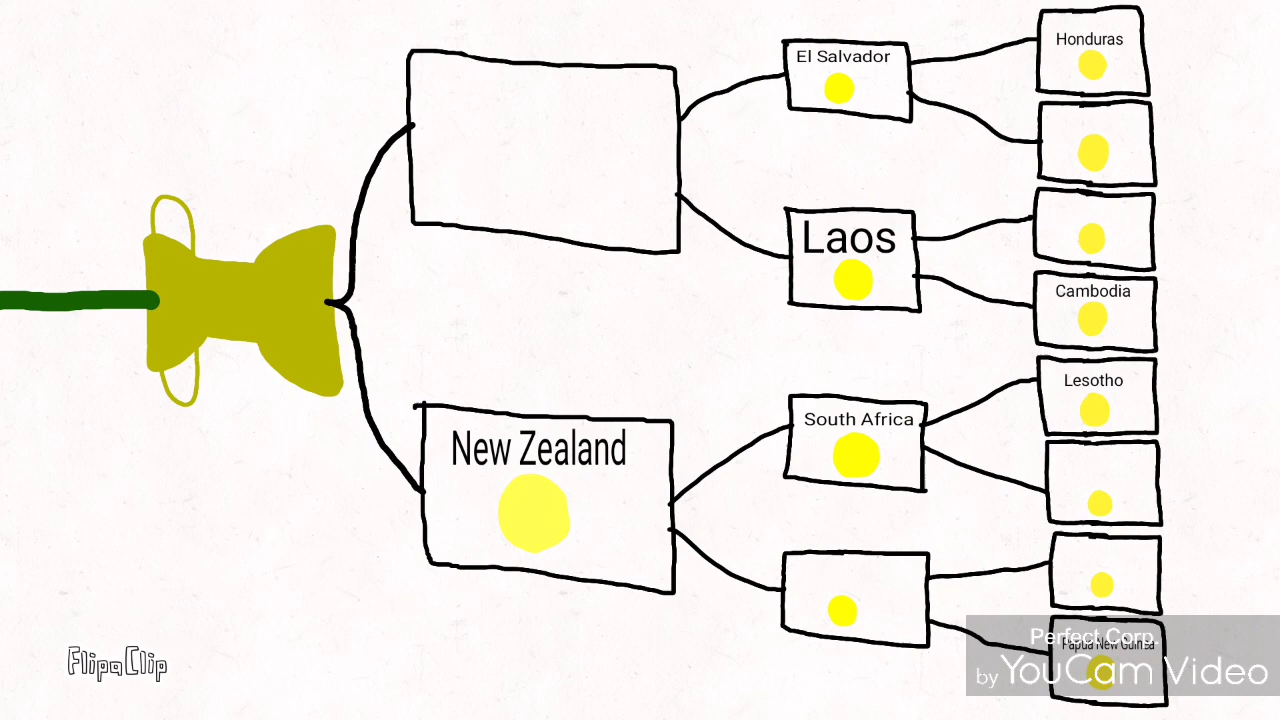 Honduras
El Salvador
Laos
Cambodia
Lesotho
South Africa
New Zealand
Perfect Corp.
Papua New Guinea
by YouCam Video
FlipaClip